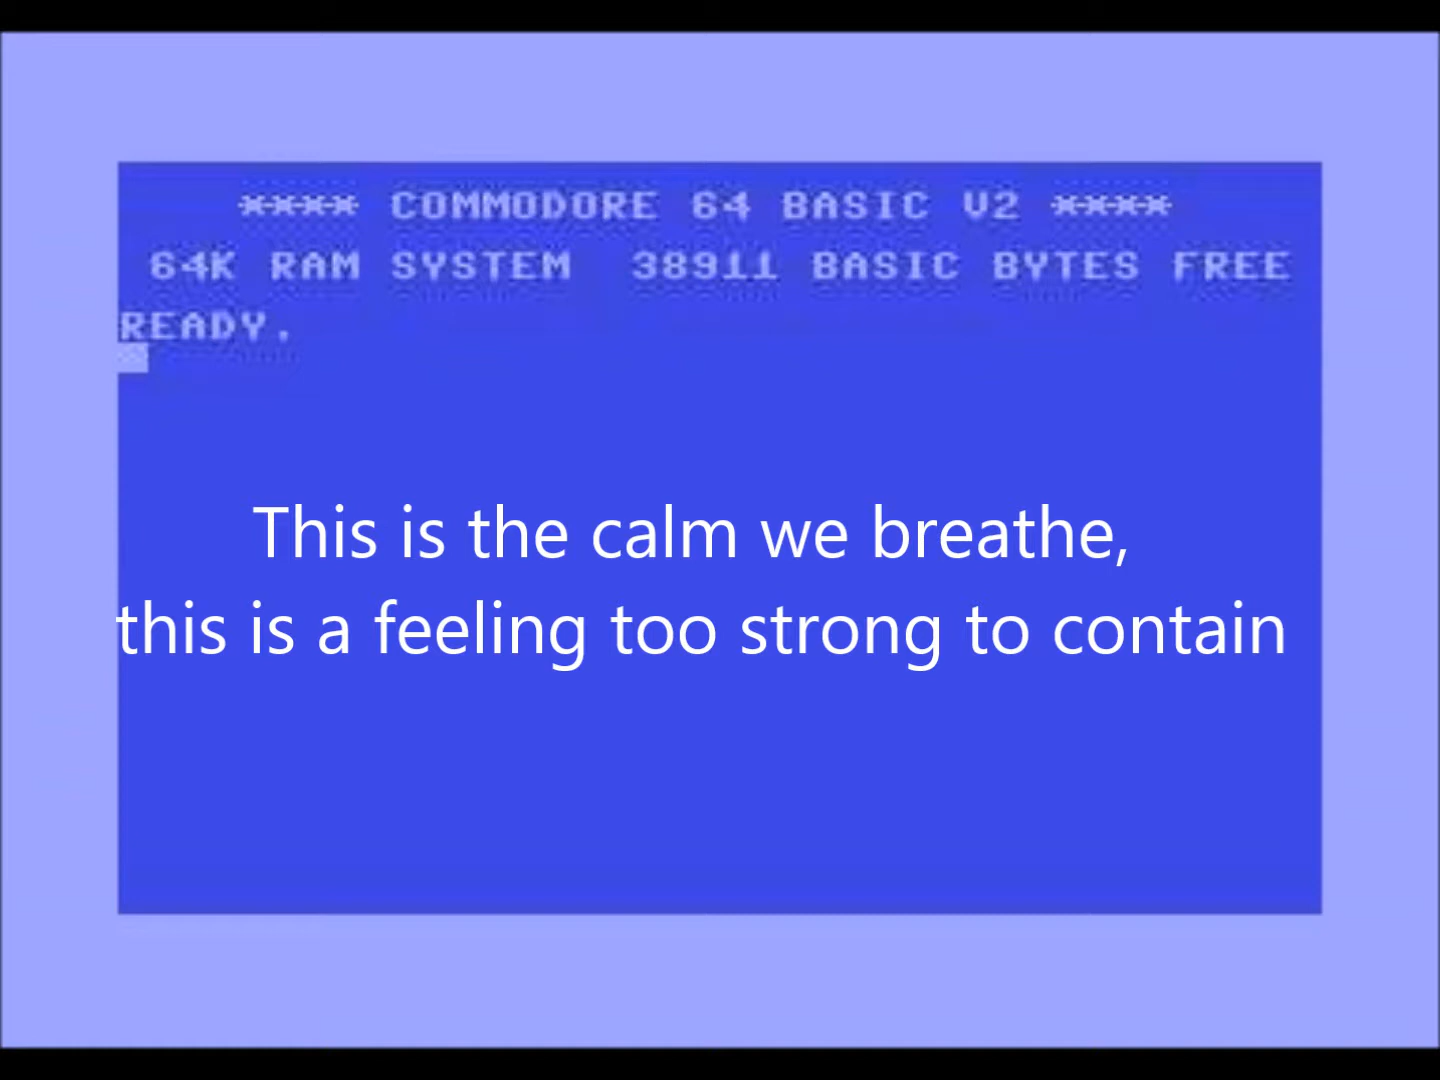 **** COMMODORE 64 BASIC V2 ****
64K RAM SYSTEM 38911 BASIC BYTES FREE
READY.
This is the calm we breathe,
this is a feeling too strong to contain